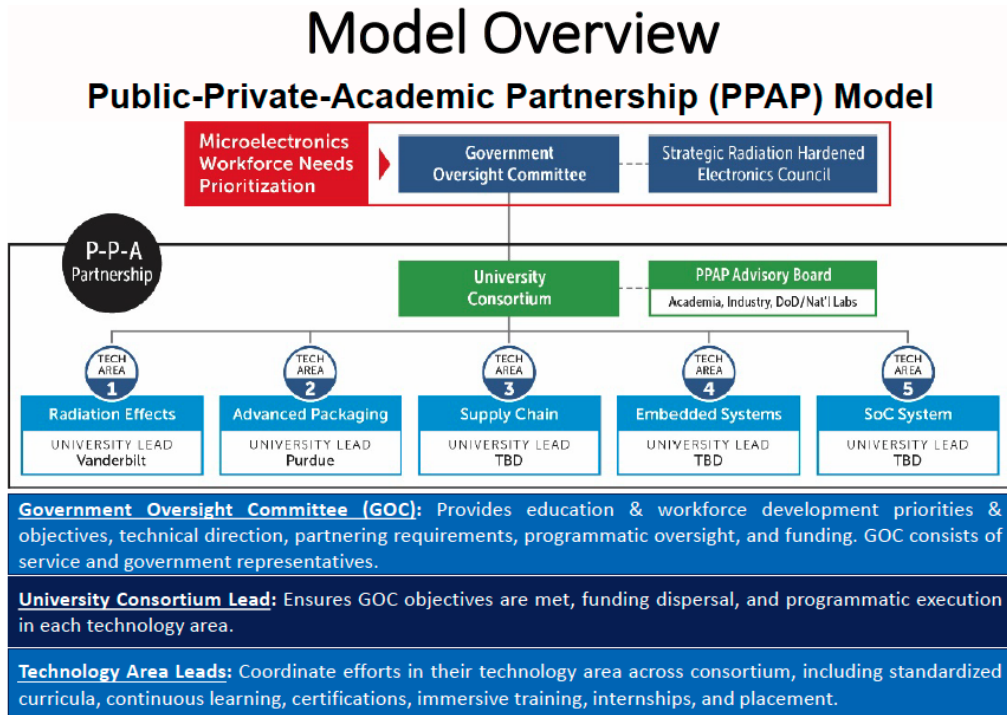 Model Overview
Public-Private-Academic Partnership (PPAP) Model
Microelectronics
Workforce Needs
Prioritization
Government
Oversight Committee
Strategic Radiation Hardened
Electronics Council
P-P-A
Partnership
University
Consortium
PPAP Advisory Board
Academia, Industry, DoD/Nat'l Labs
TECH
AREA
1
Radiation Effects
UNIVERSITY LEAD
Vanderbilt
TECH
AREA
2
Advanced Packaging
UNIVERSITY LEAD
Purdue
TECH
AREA
3
Supply Chain
UNIVERSITY LEAD
TBD
TECH
AREA
4
Embedded Systems
UNIVERSITY LEAD
TBD
TECH
AREA
5
SoC System
UNIVERSITY LEAD
TBD
Government Oversight Committee (GOC): Provides education & workforce development priorities &
objectives, technical direction, partnering requirements, programmatic oversight, and funding. GOC consists of
service and government representatives.
University Consortium Lead: Ensures GOC objectives are met, funding dispersal, and programmatic execution
in each technology area.
Technology Area Leads: Coordinate efforts in their technology area across consortium, including standardized
curricula, continuous learning, certifications, immersive training, internships, and placement.